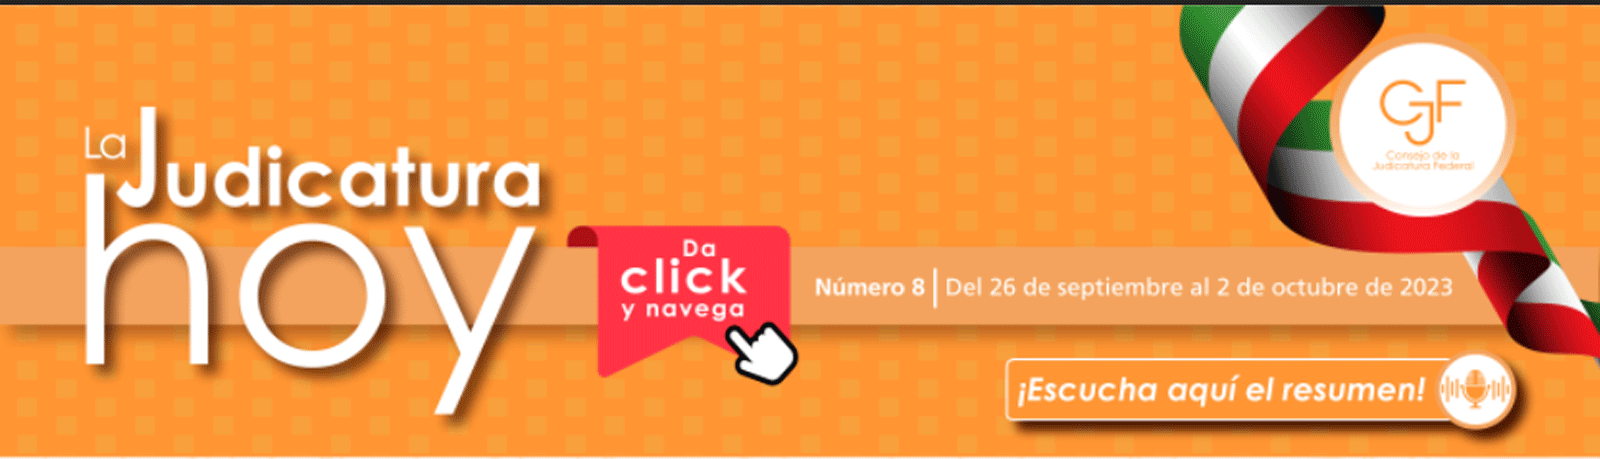 La
Judicatura
hoy
Da
click
y navega
Número 8 | Del 26 de septiembre al 2 de octubre de 2023
CJF
Consejo de la
Judicatura Federal
¡Escucha aquí el resumen!